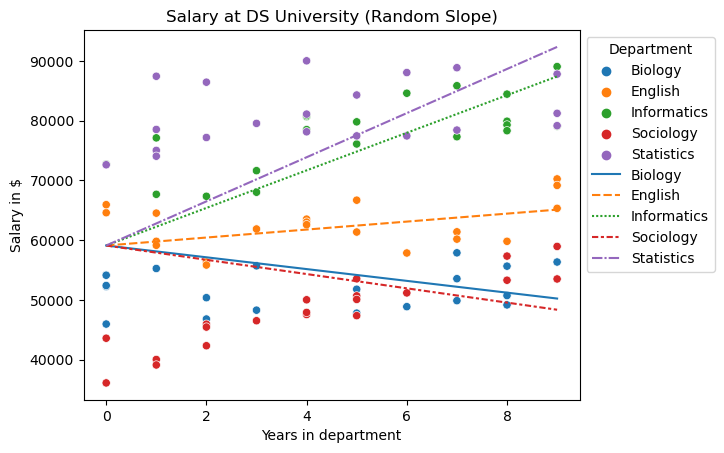 Salary at DS University (Random Slope)
Salary in $
90000
80000
70000
60000
50000
40000
0 2 4 6 8
Years in department
Department
Biology
English
Informatics
Sociology
Statistics
Biology
English
Informatics
Sociology
Statistics